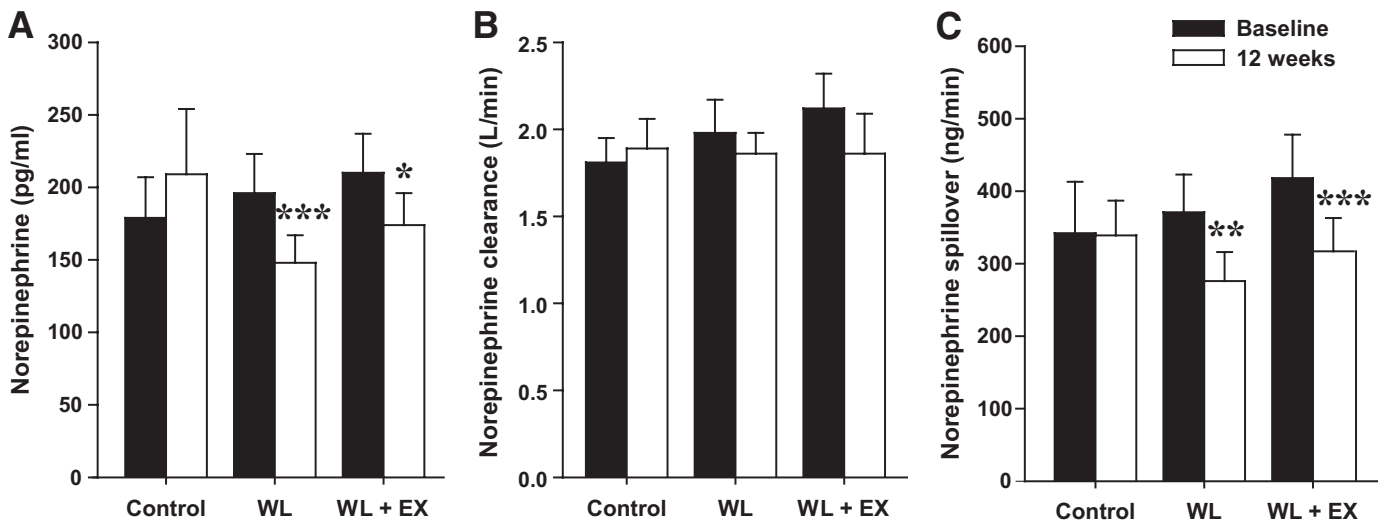 A
300
250
200
150
100
50
0
Norepinephrine (pg/ml)
***
*
Control WL WL + EX
B
2.5
2.0
1.5
1.0
0.5
0.0
Norepinephrine clearance (L/min)
Control WL WL + EX
C
Baseline
12 weeks
600
500
400
300
400
300
0
Norepinephrine spillover (ng/min)
**
***
Control WL WL + EX